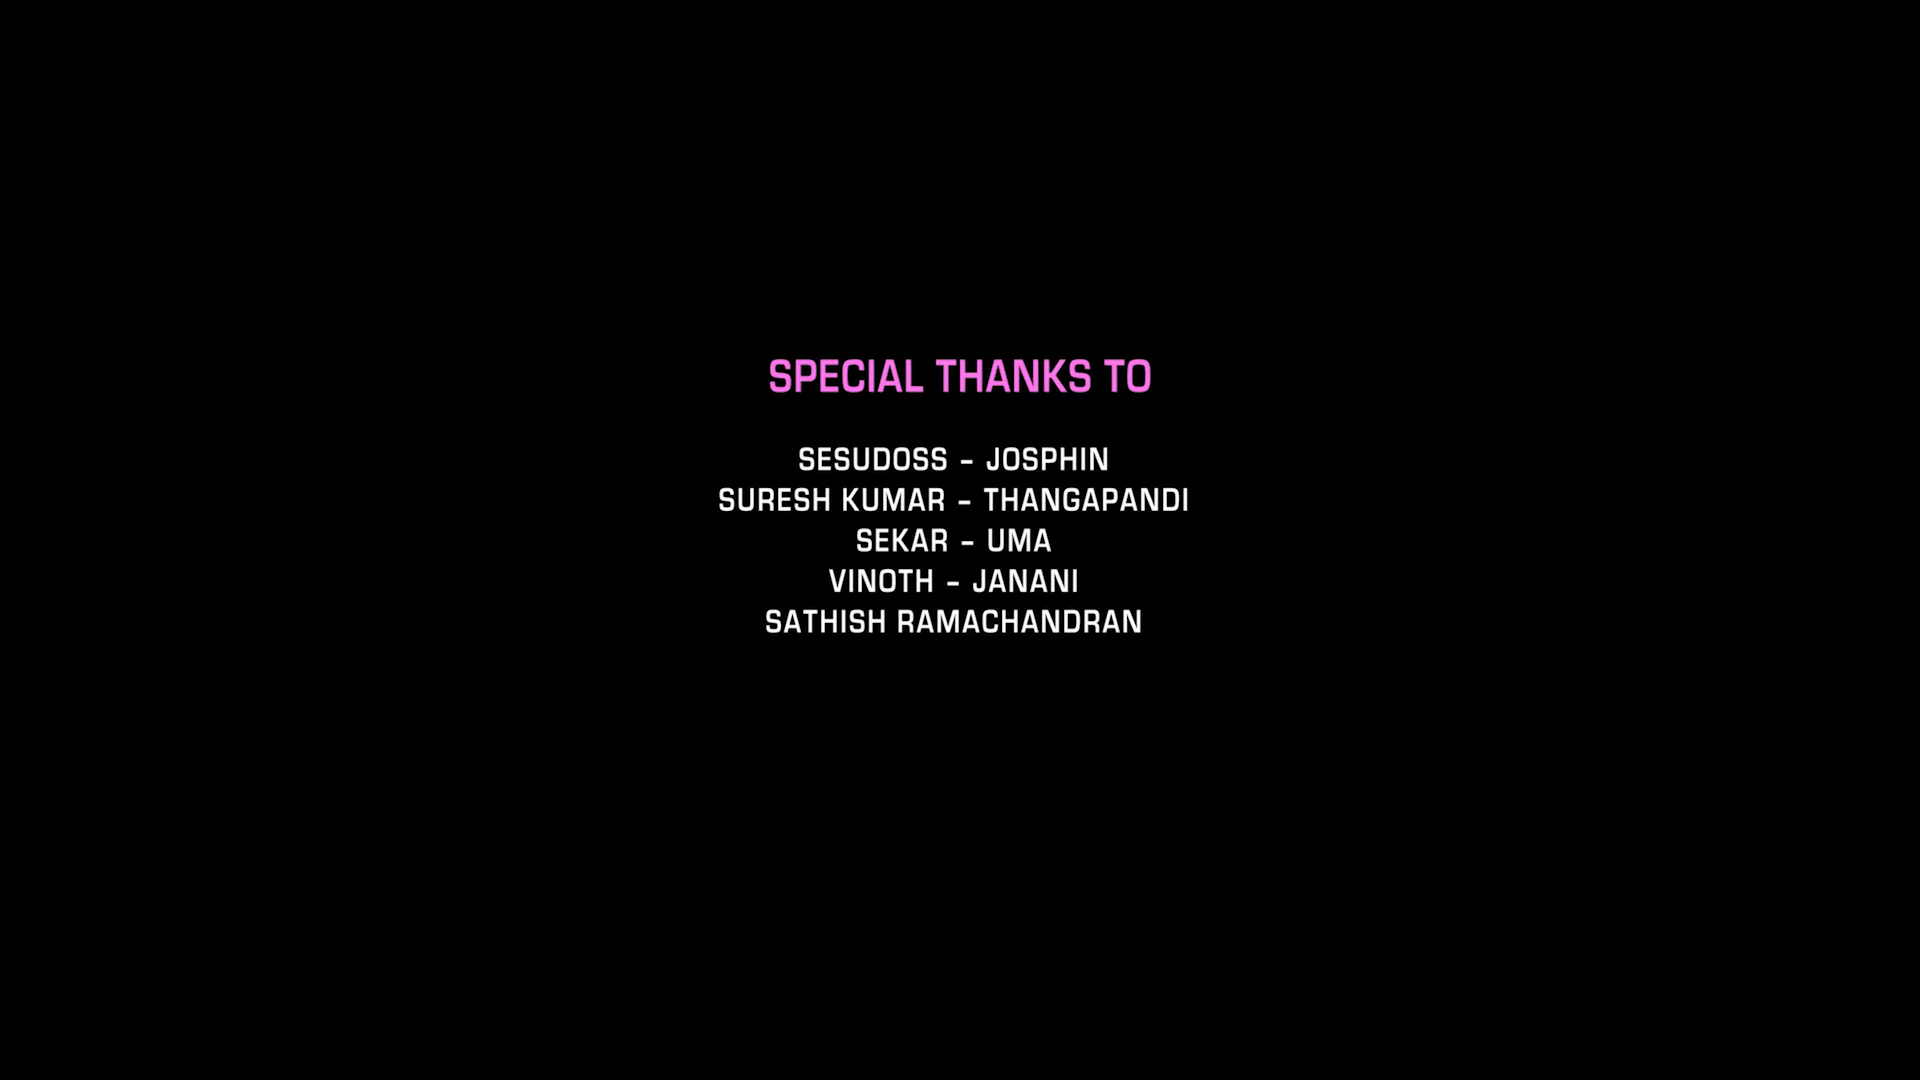 SPECIAL THANKS TO
SESUDOSS - JOSPHIN
SURESH KUMAR - THANGAPANDI
SEKAR - UMA
VINOTH - JANANI
SATHISH RAMACHANDRAN